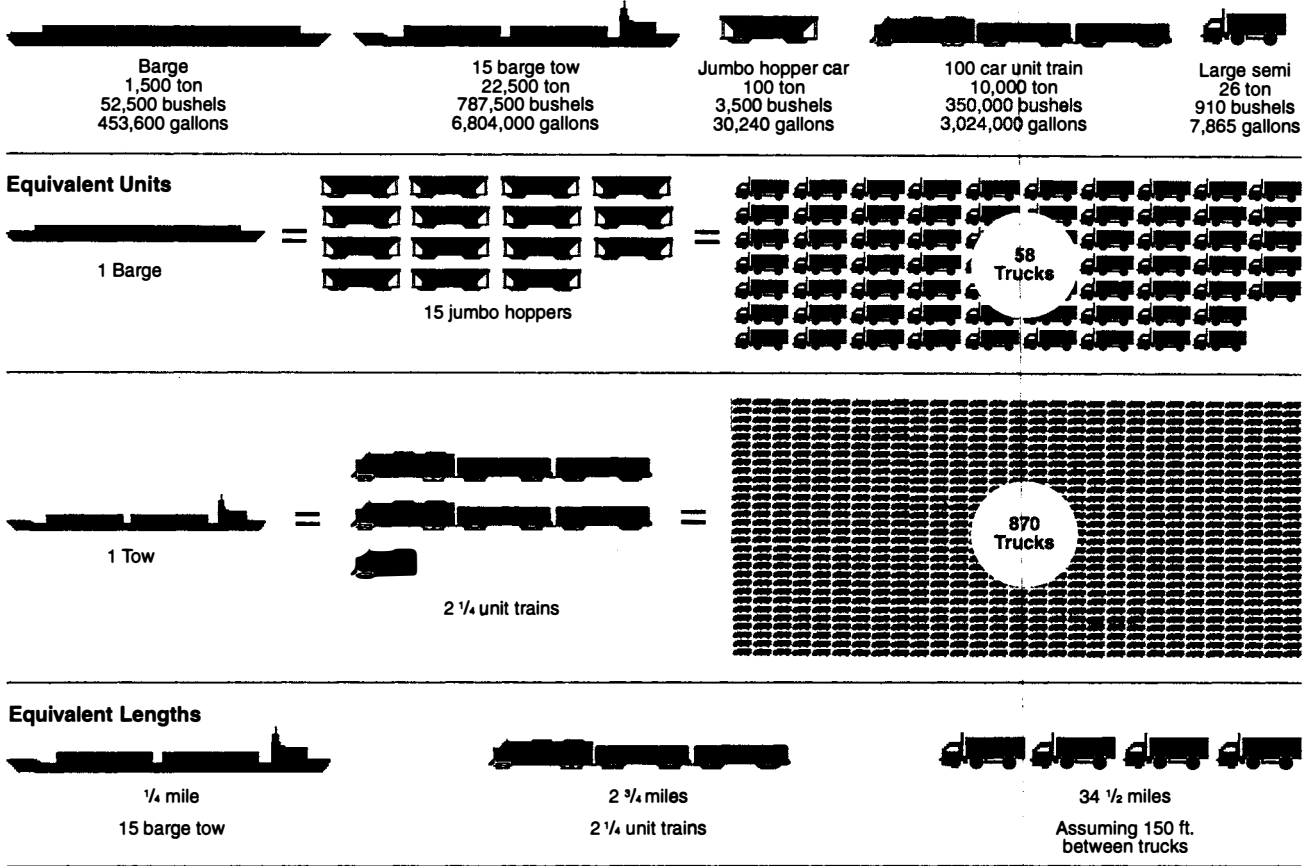 Barge
1,500 ton
52,500 bushels
453,600 gallons
15 barge tow
22,500 ton
787,500 bushels
6,804,000 gallons
Jumbo hopper car
100 ton
3,500 bushels
30,240 gallons
100 car unit train
10,000 ton
350,000 bushels
3,024,000 gallons
Large semi
26 ton
910 bushels
7,865 gallons
Equivalent Units
1 Barge
=
15 jumbo hoppers
=
58
Trucks
1 Tow
=
2 1/4 unit trains
=
870
Trucks
Equivalent Lengths
1/4 mile
15 barge tow
2 3/4 miles
2 1/4 unit trains
34 1/2 miles
Assuming 150 ft.
between trucks